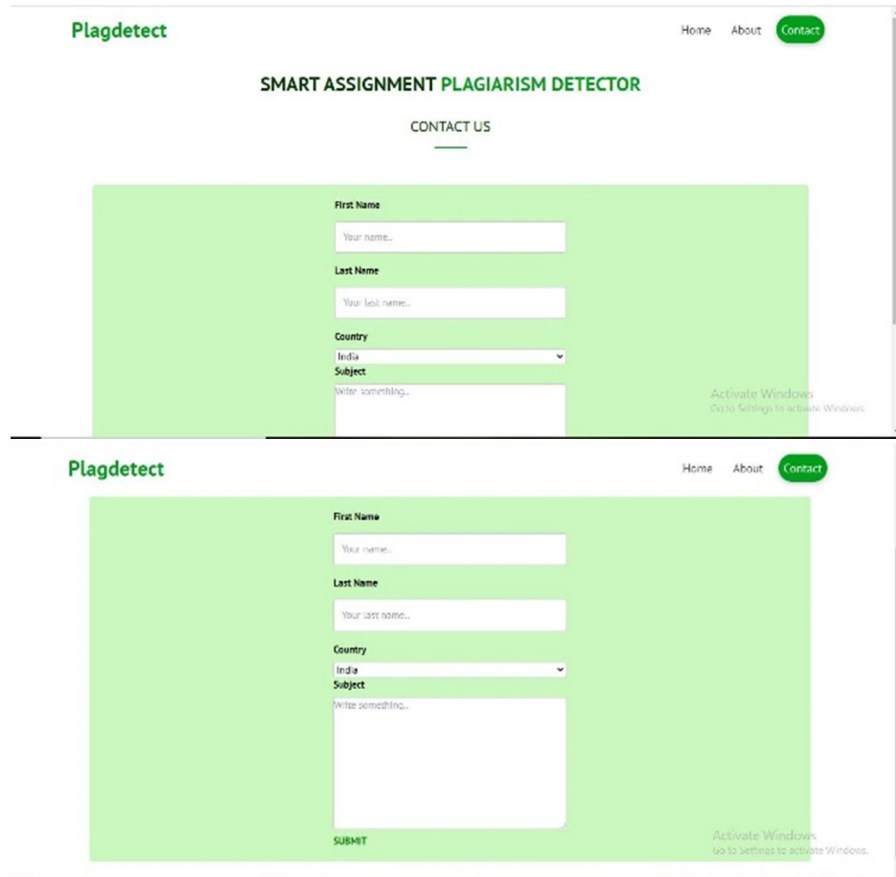 Plagdetect
Home About Contact
SMART ASSIGNMENT PLAGIARISM DETECTOR
CONTACT US
First Name
Your name..
Last Name
Your last name..
Country
India
Subject
Write something..
Activate Windows
Go to Settings to activate Windows.
Plagdetect
Home About Contact
First Name
Your name..
Last Name
Your last name..
Country
India
Subject
Write something..
SUBMIT
Activate Windows
Go to Settings to activate Windows.